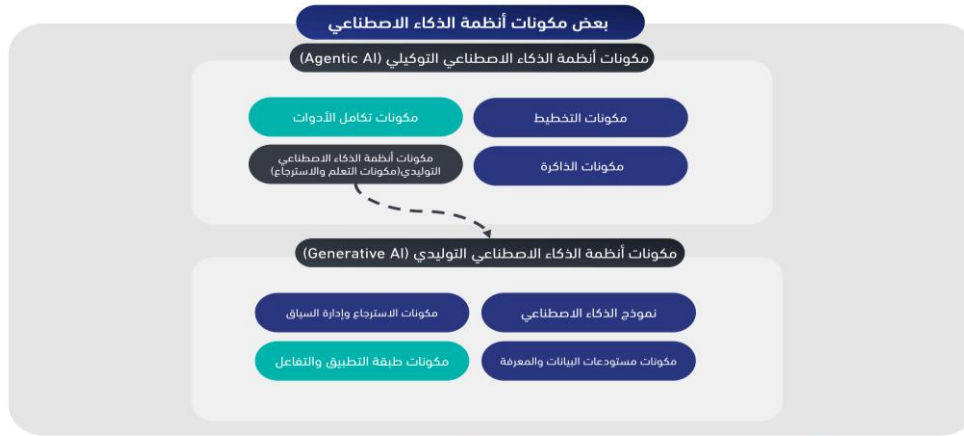 بعض مكونات أنظمة الذكاء الاصطناعي
مكونات أنظمة الذكاء الاصطناعي التوكيلي (Agentic AI)
مكونات التخطيط
مكونات تكامل الأدوات
مكونات الذاكرة
مكونات أنظمة الذكاء الاصطناعي
التوليدي(مكونات التعلم والاسترجاع)
مكونات أنظمة الذكاء الاصطناعي التوليدي (Generative AI)
نموذج الذكاء الاصطناعي
مكونات الاسترجاع وإدارة السياق
مكونات مستودعات البيانات والمعرفة
مكونات طبقة التطبيق والتفاعل